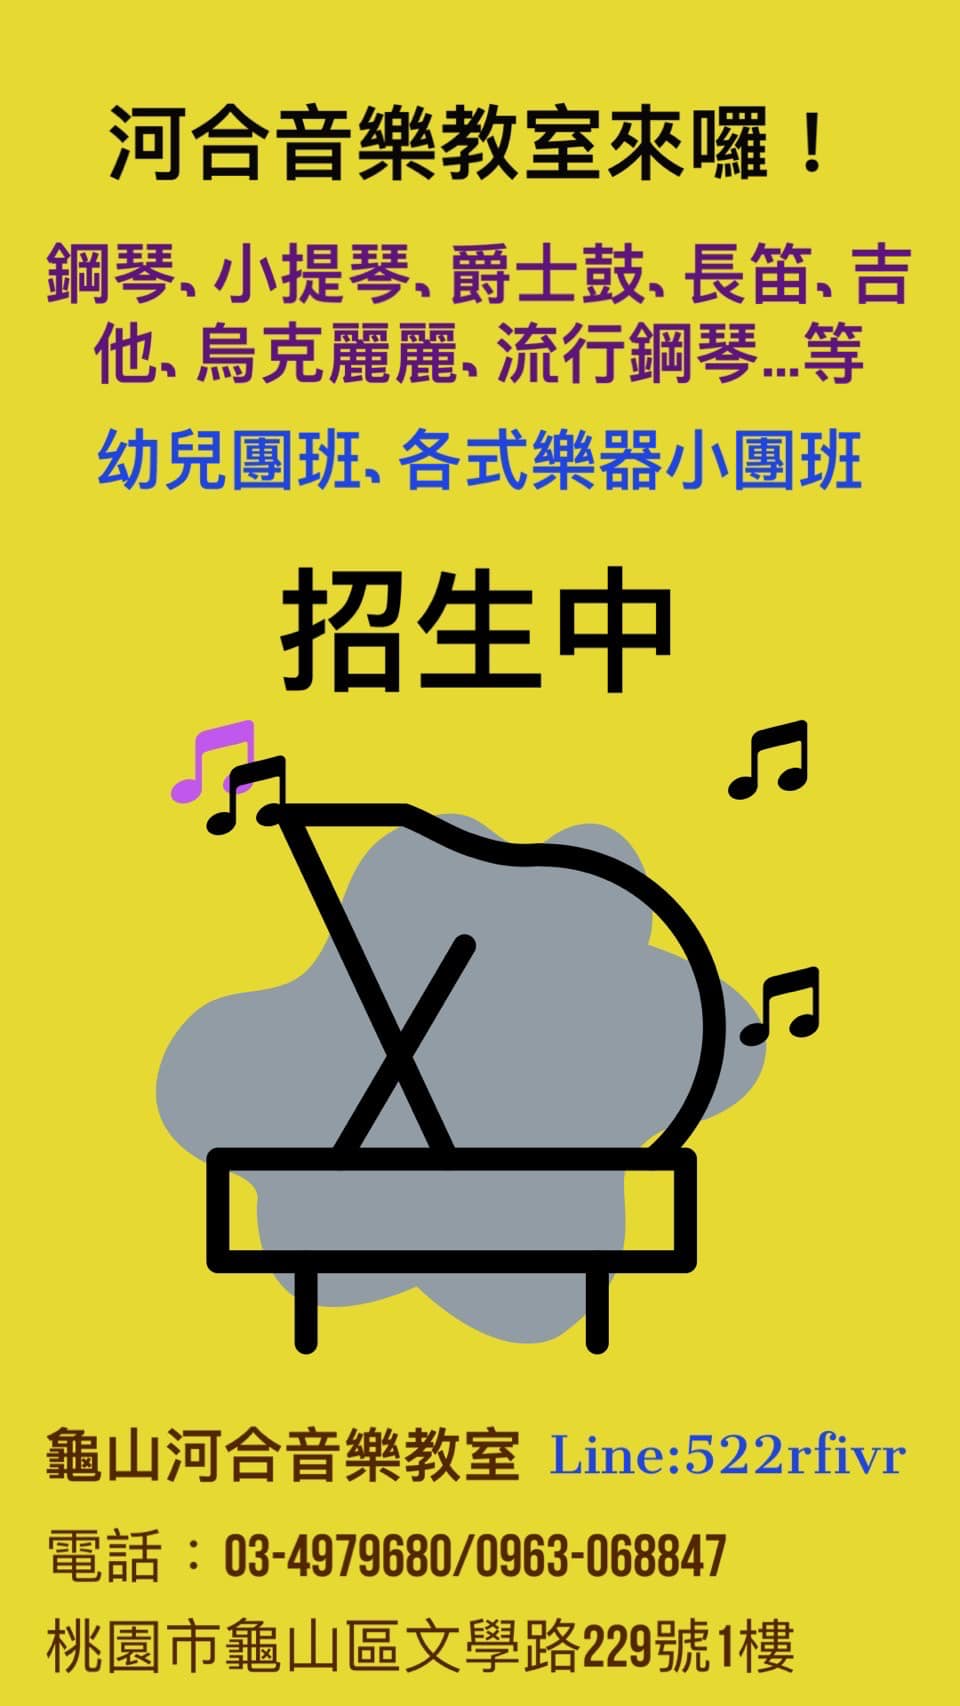 河合音樂教室來囉！
鋼琴、小提琴、爵士鼓、長笛、吉
他、烏克麗麗、流行鋼琴...等
幼兒團班、各式樂器小團班
招生中
龜山河合音樂教室 Line:522rfivr
電話：03-4979680/0963-068847
桃園市龜山區文學路229號1樓